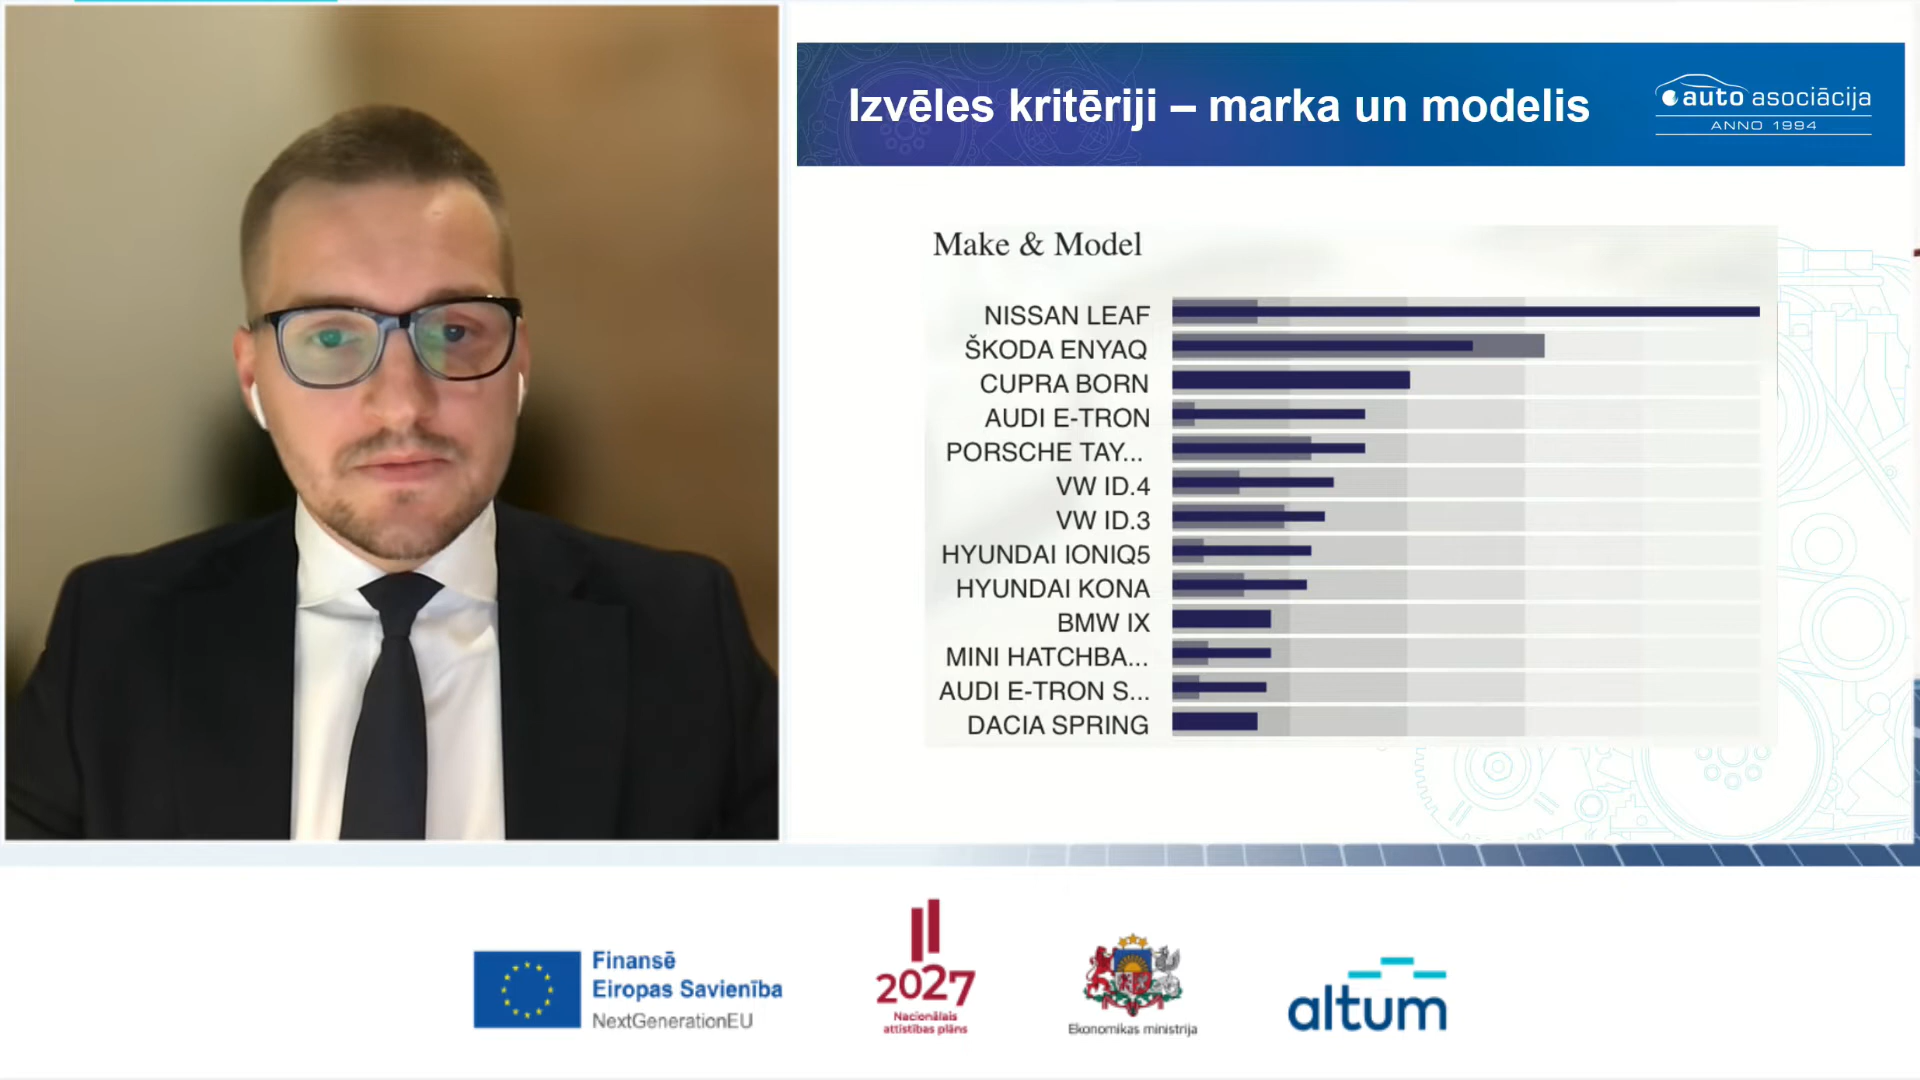 Izvēles kritēriji – marka un modelis
auto asociācija
ANNO 1994
Make & Model
NISSAN LEAF
ŠKODA ENYAQ
CUPRA BORN
AUDI E-TRON
PORSCHE TAY...
VW ID.4
VW ID.3
HYUNDAI IONIQ5
HYUNDAI KONA
BMW IX
MINI HATCHBA...
AUDI E-TRON S...
DACIA SPRING
Finansē
Eiropas Savienība
NextGenerationEU
2027
Nacionālais
attīstības plāns
Ekonomikas ministrija
altum